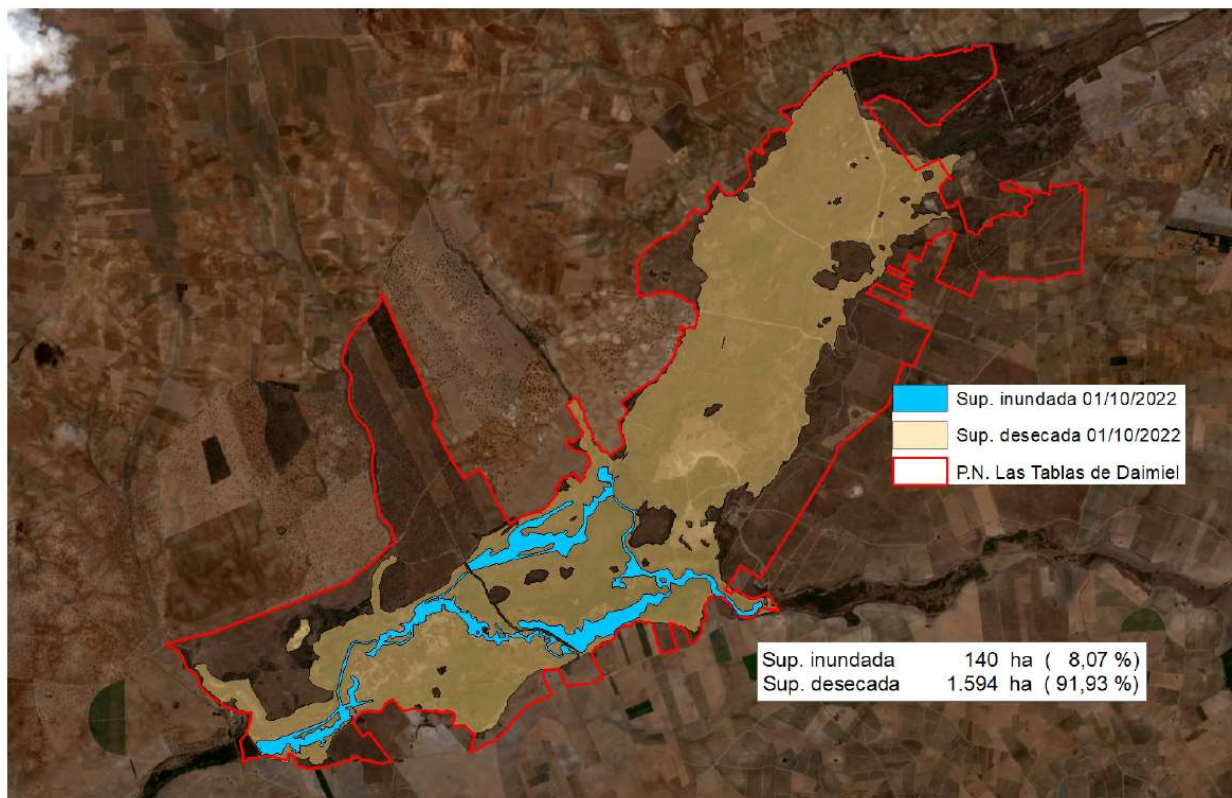 Sup. inundada 01/10/2022
Sup. desecada 01/10/2022
P.N. Las Tablas de Daimiel
Sup. inundada 140 ha ( 8,07 %)
Sup. desecada 1.594 ha ( 91,93 %)